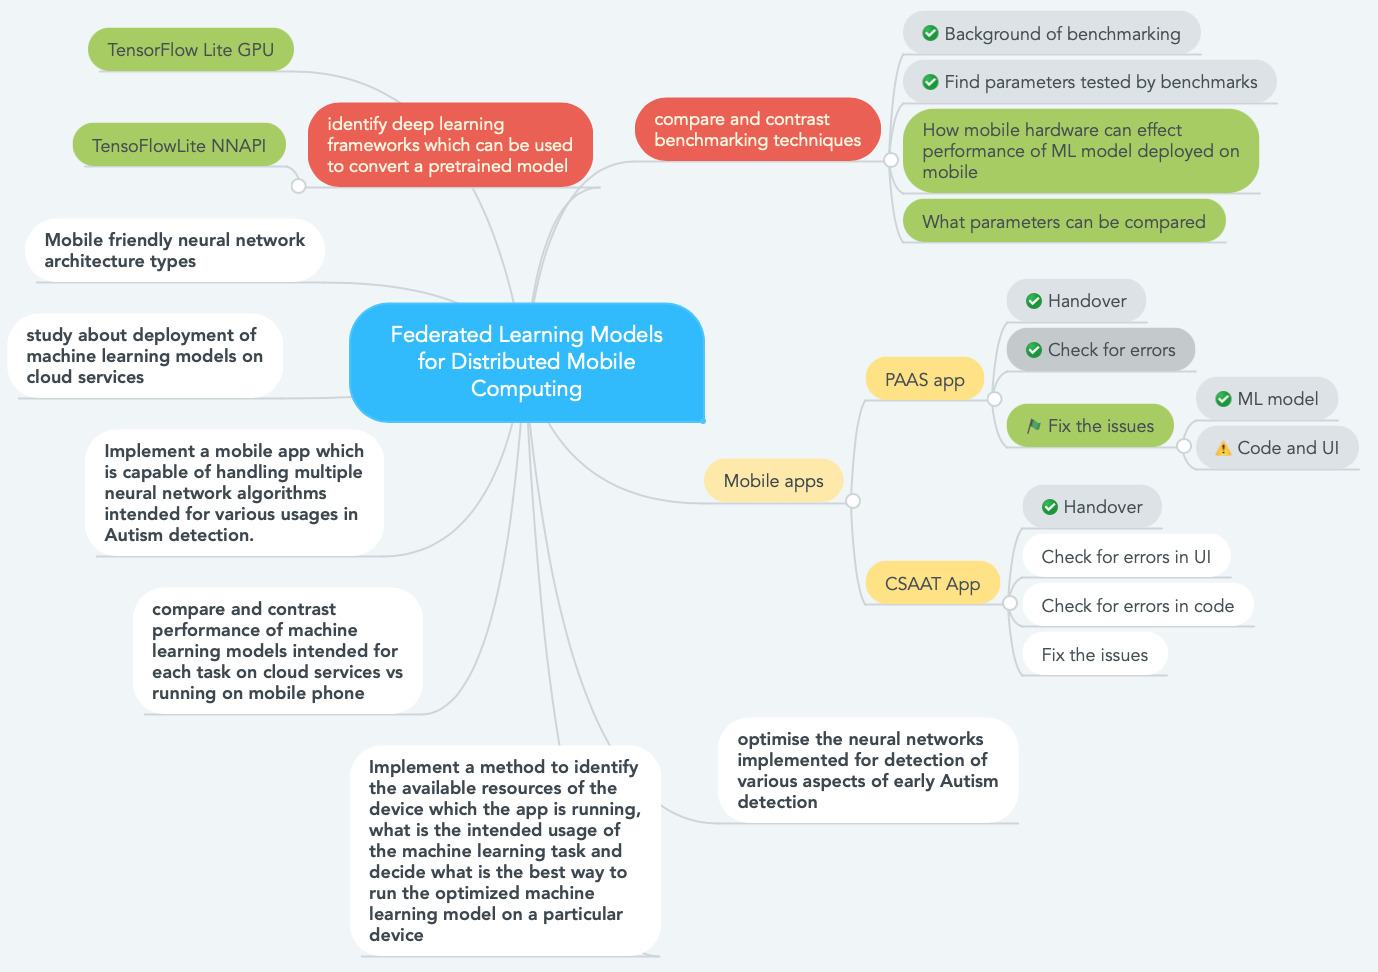 TensorFlow Lite GPU
TensoFlowLite NNAPI
identify deep learning
frameworks which can be used
to convert a pretrained model
Mobile friendly neural network
architecture types
study about deployment of
machine learning models on
cloud services
Implement a mobile app which
is capable of handling multiple
neural network algorithms
intended for various usages in
Autism detection.
compare and contrast
performance of machine
learning models intended for
each task on cloud services vs
running on mobile phone
Implement a method to identify
the available resources of the
device which the app is running,
what is the intended usage of
the machine learning task and
decide what is the best way to
run the optimized machine
learning model on a particular
device
Federated Learning Models
for Distributed Mobile
Computing
compare and contrast
benchmarking techniques
Background of benchmarking
Find parameters tested by benchmarks
How mobile hardware can effect
performance of ML model deployed on
mobile
What parameters can be compared
Mobile apps
PAAS app
Handover
Check for errors
Fix the issues
ML model
Code and UI
CSAAT App
Handover
Check for errors in UI
Check for errors in code
Fix the issues
optimise the neural networks
implemented for detection of
various aspects of early Autism
detection